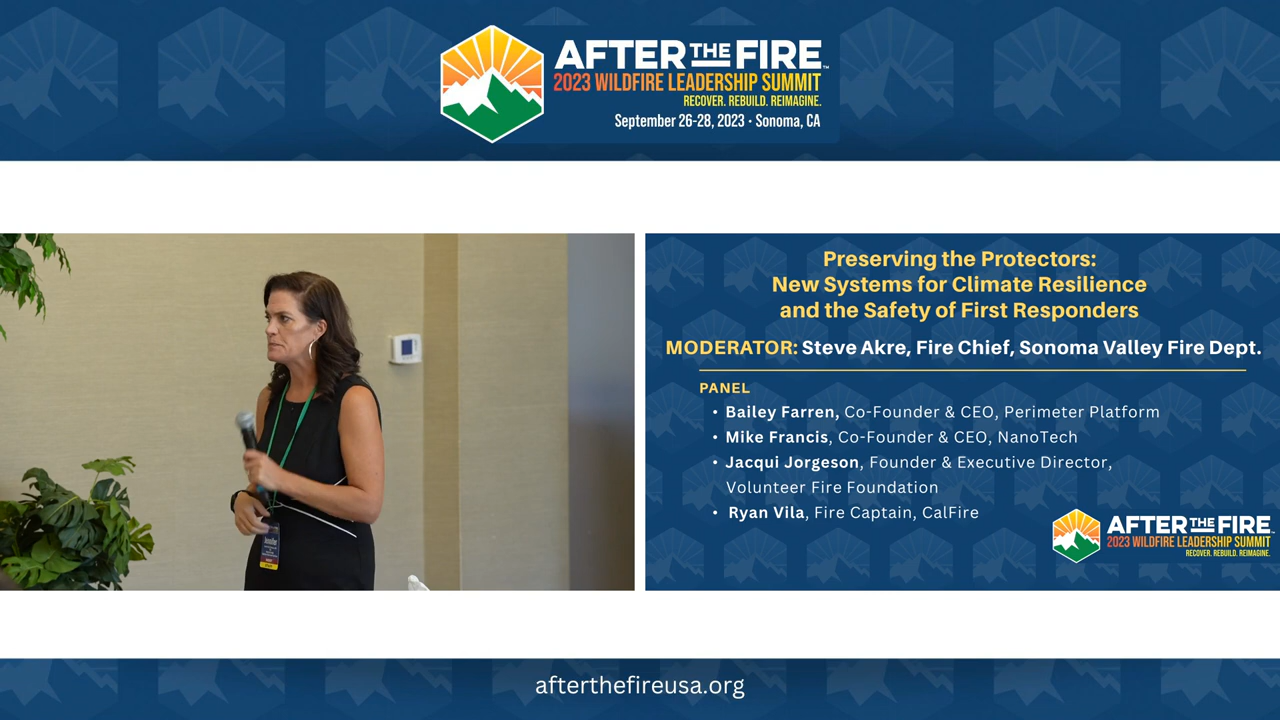 AFTER THE FIRE™
2023 WILDFIRE LEADERSHIP SUMMIT
RECOVER. REBUILD. REIMAGINE.
September 26-28, 2023 · Sonoma, CA
Preserving the Protectors:
New Systems for Climate Resilience
and the Safety of First Responders
MODERATOR: Steve Akre, Fire Chief, Sonoma Valley Fire Dept.
PANEL
• Bailey Farren, Co-Founder & CEO, Perimeter Platform
• Mike Francis, Co-Founder & CEO, NanoTech
• Jacqui Jorgeson, Founder & Executive Director,
Volunteer Fire Foundation
• Ryan Vila, Fire Captain, CalFire
AFTER THE FIRE™
2023 WILDFIRE LEADERSHIP SUMMIT
RECOVER. REBUILD. REIMAGINE.
afterthefireusa.org